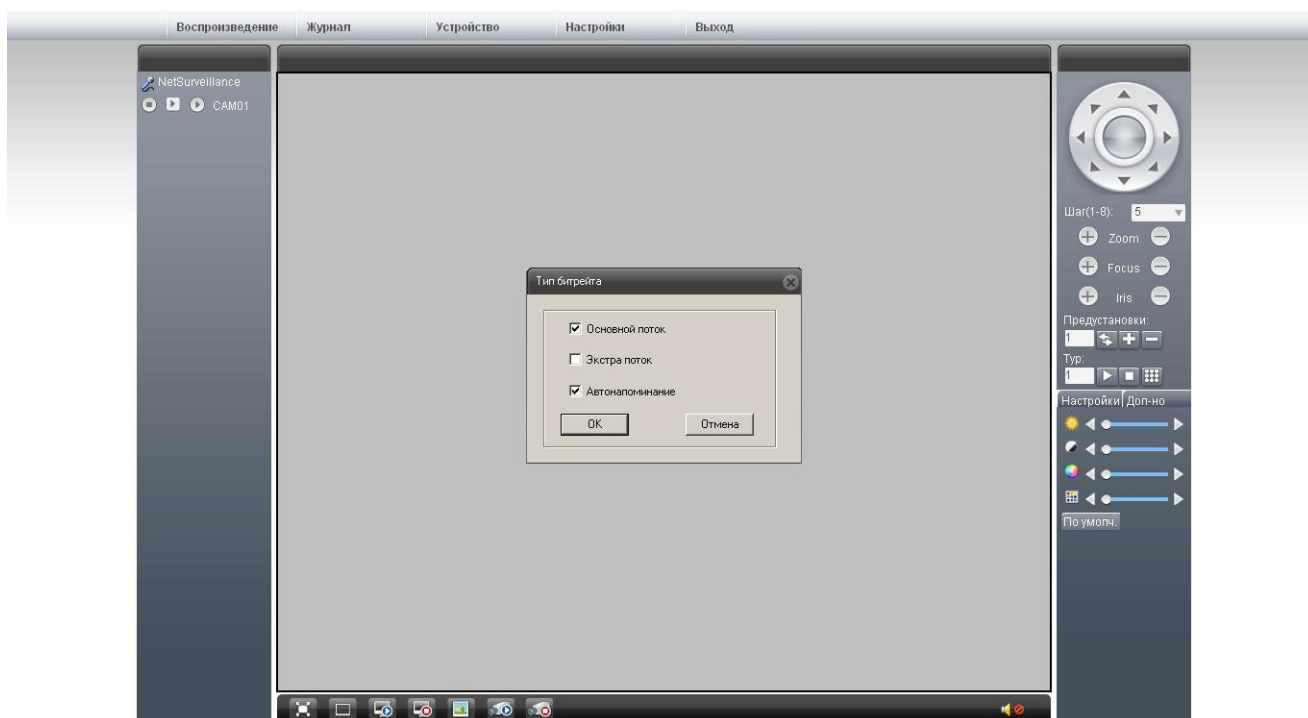 Воспроизведение Журнал Устройство Настройки Выход
NetSurveillance
CAM01
Тип битрейта
Основной поток
Экстра поток
Автонапоминание
OK Отмена
Шаг(1-8): 5
Zoom
Focus
Iris
Предустановки:
1
Тур:
1
Настройки Доп-но
По умолч.